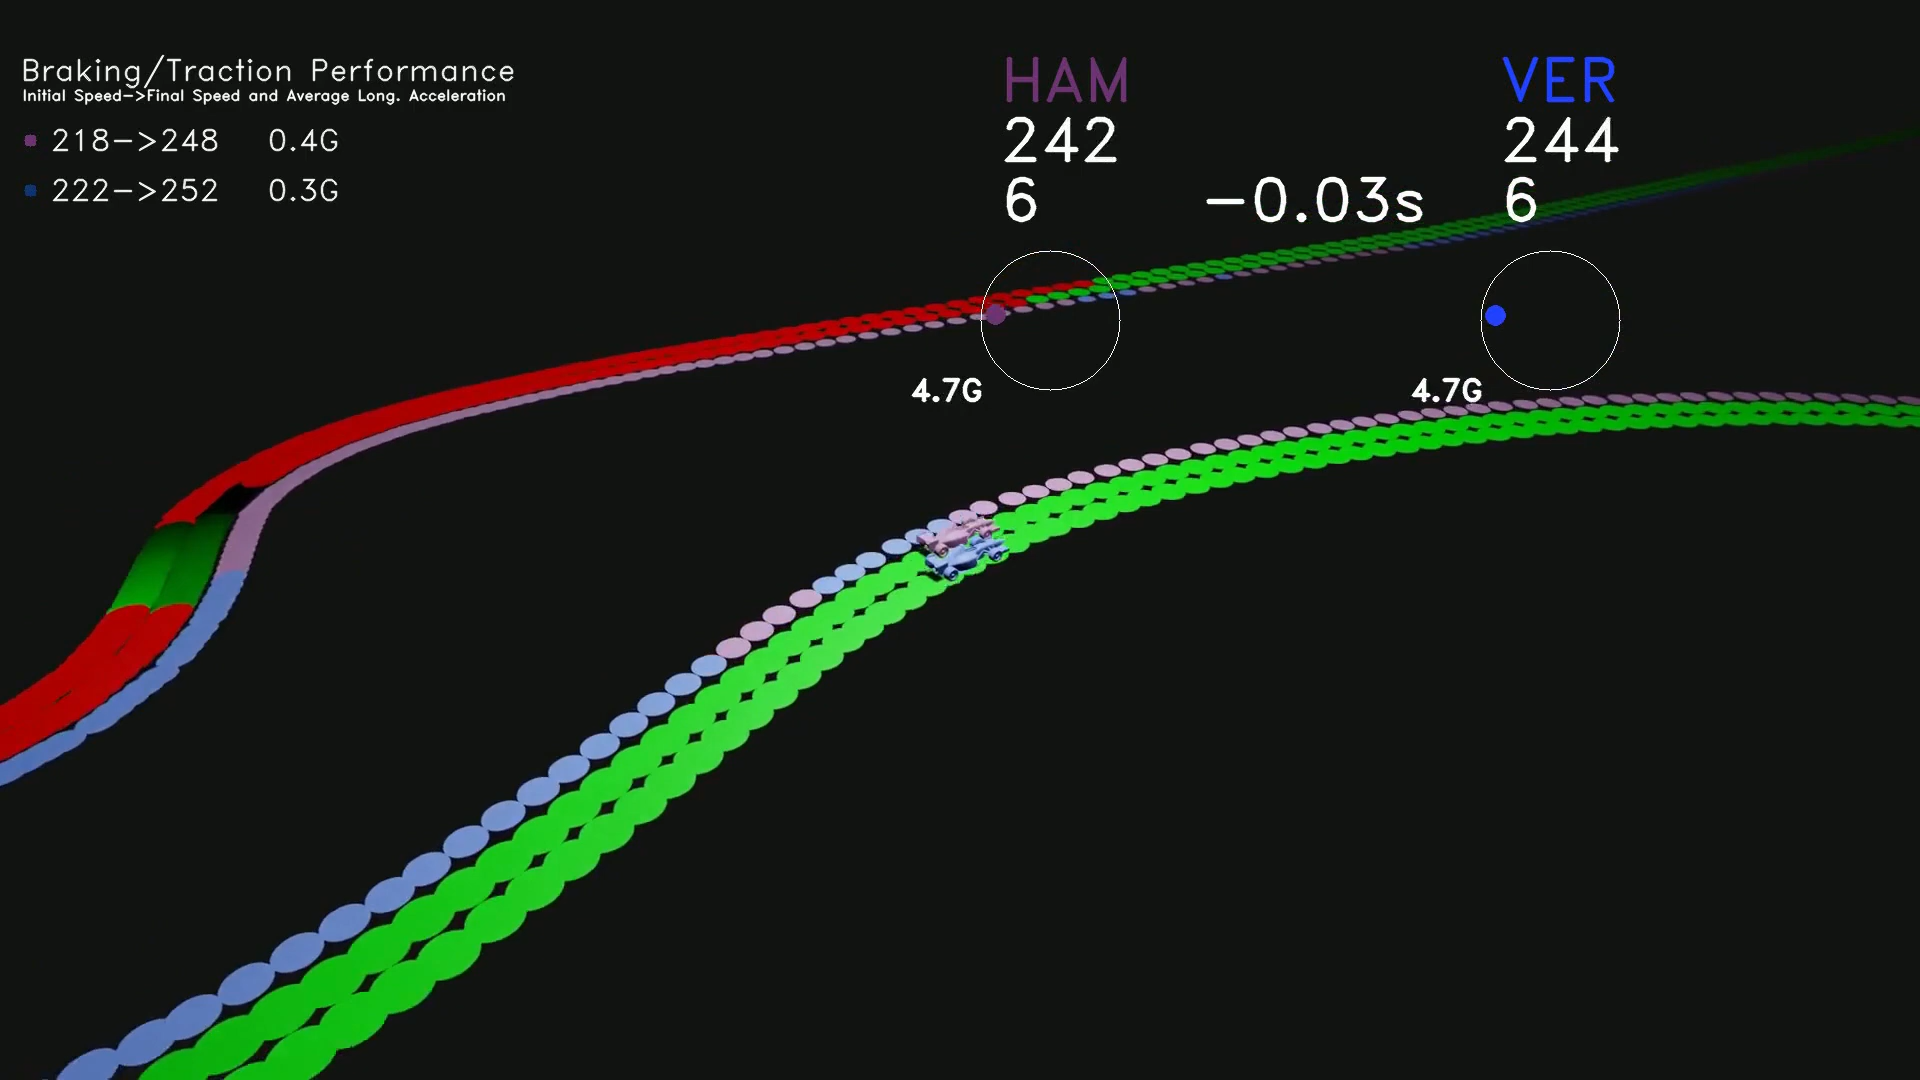 Braking/Traction Performance
Initial Speed->Final Speed and Average Long. Acceleration
218->248 0.4G
222->252 0.3G
HAM VER
242 244
6 -0.03s 6
4.7G 4.7G